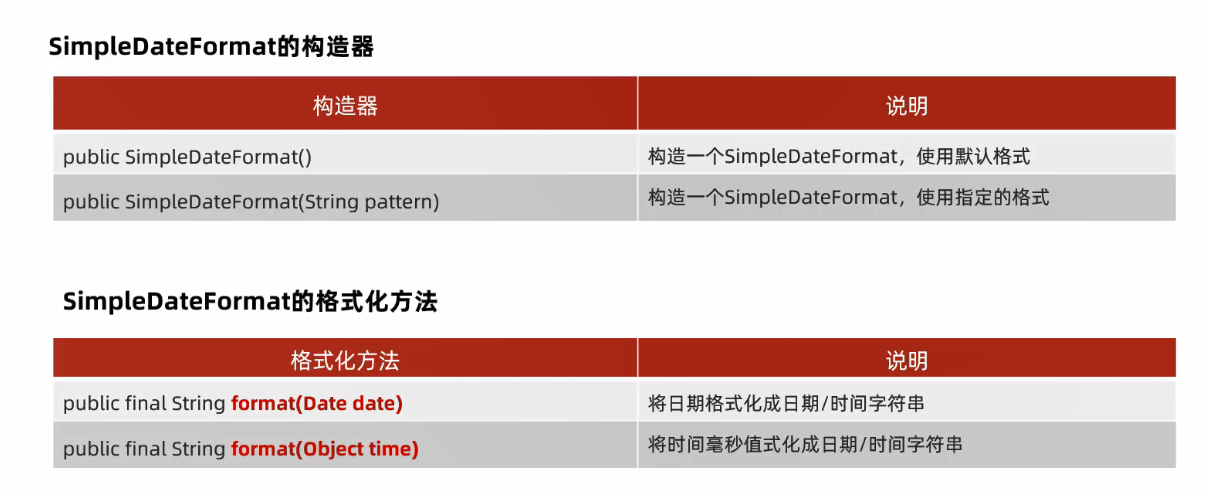 SimpleDateFormat的构造器
构造器 说明
public SimpleDateFormat() 构造一个SimpleDateFormat，使用默认格式
public SimpleDateFormat(String pattern) 构造一个SimpleDateFormat，使用指定的格式
SimpleDateFormat的格式化方法
格式化方法 说明
public final String format(Date date) 将日期格式化成日期/时间字符串
public final String format(Object time) 将时间毫秒值式化成日期/时间字符串